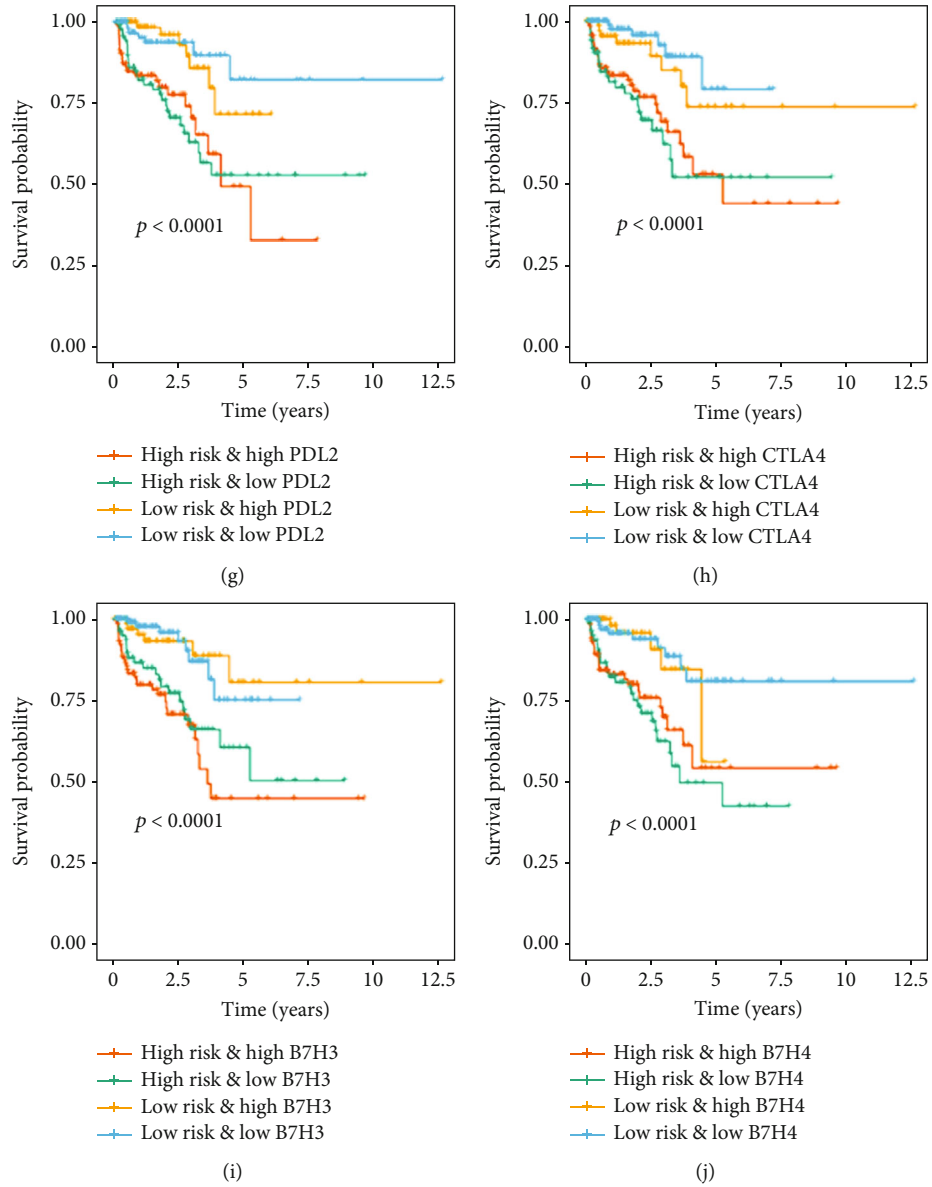 1.00
0.75
0.50
0.25
0.00
Survival probability
p < 0.0001
0 2.5 5 7.5 10 12.5
Time (years)
High risk & high PDL2
High risk & low PDL2
Low risk & high PDL2
Low risk & low PDL2
(g)
1.00
0.75
0.50
0.25
0.00
Survival probability
p < 0.0001
0 2.5 5 7.5 10 12.5
Time (years)
High risk & high CTLA4
High risk & low CTLA4
Low risk & high CTLA4
Low risk & low CTLA4
(h)
1.00
0.75
0.50
0.25
0.00
Survival probability
p < 0.0001
0 2.5 5 7.5 10 12.5
Time (years)
High risk & high B7H3
High risk & low B7H3
Low risk & high B7H3
Low risk & low B7H3
(i)
1.00
0.75
0.50
0.25
0.00
Survival probability
p < 0.0001
0 2.5 5 7.5 10 12.5
Time (years)
High risk & high B7H4
High risk & low B7H4
Low risk & high B7H4
Low risk & low B7H4
(j)